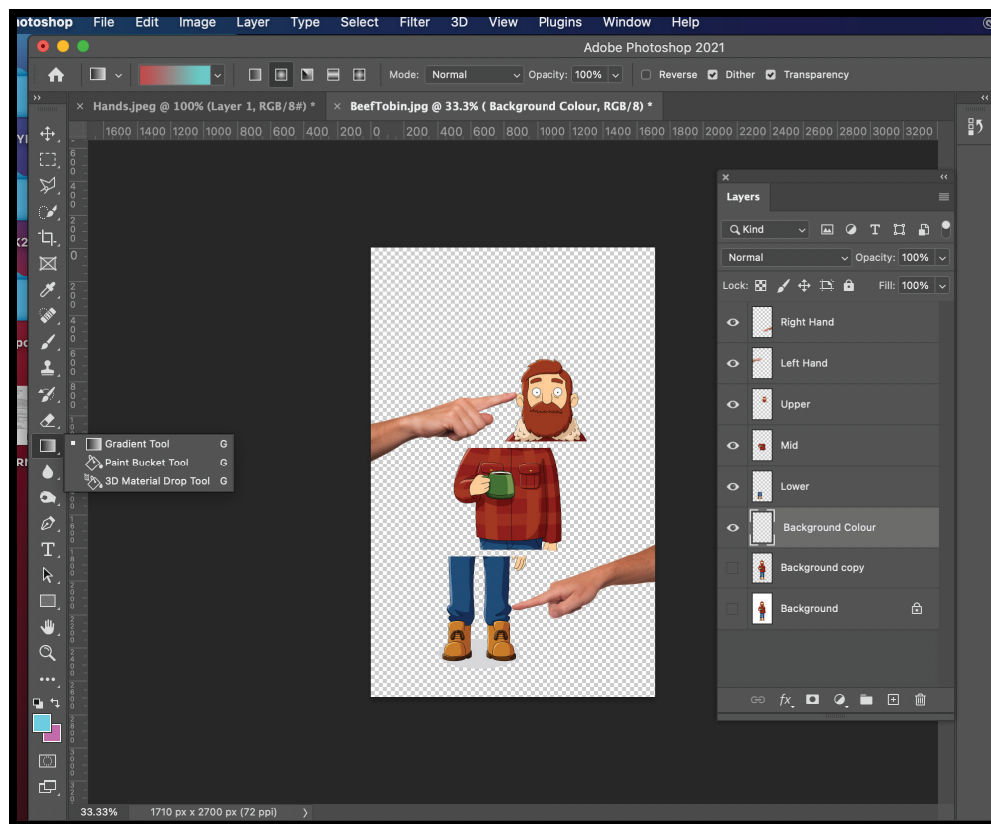 otoshop File Edit Image Layer Type Select Filter 3D View Plugins Window Help
Adobe Photoshop 2021
Mode: Normal Opacity: 100% Reverse Dither Transparency
× Hands.jpeg @ 100% (Layer 1, RGB/8#) * × BeefTobin.jpg @ 33.3% ( Background Colour, RGB/8) *
1600 1400 1200 1000 800 600 400 200 0 200 400 600 800 1000 1200 1400 1600 1800 2000 2200 2400 2600 2800 3000 3200
Layers
Kind
Normal Opacity: 100%
Lock: Fill: 100%
Right Hand
Left Hand
Upper
Mid
Lower
Background Colour
Background copy
Background
Gradient Tool G
Paint Bucket Tool G
3D Material Drop Tool G
fx
33.33% 1710 px x 2700 px (72 ppi)